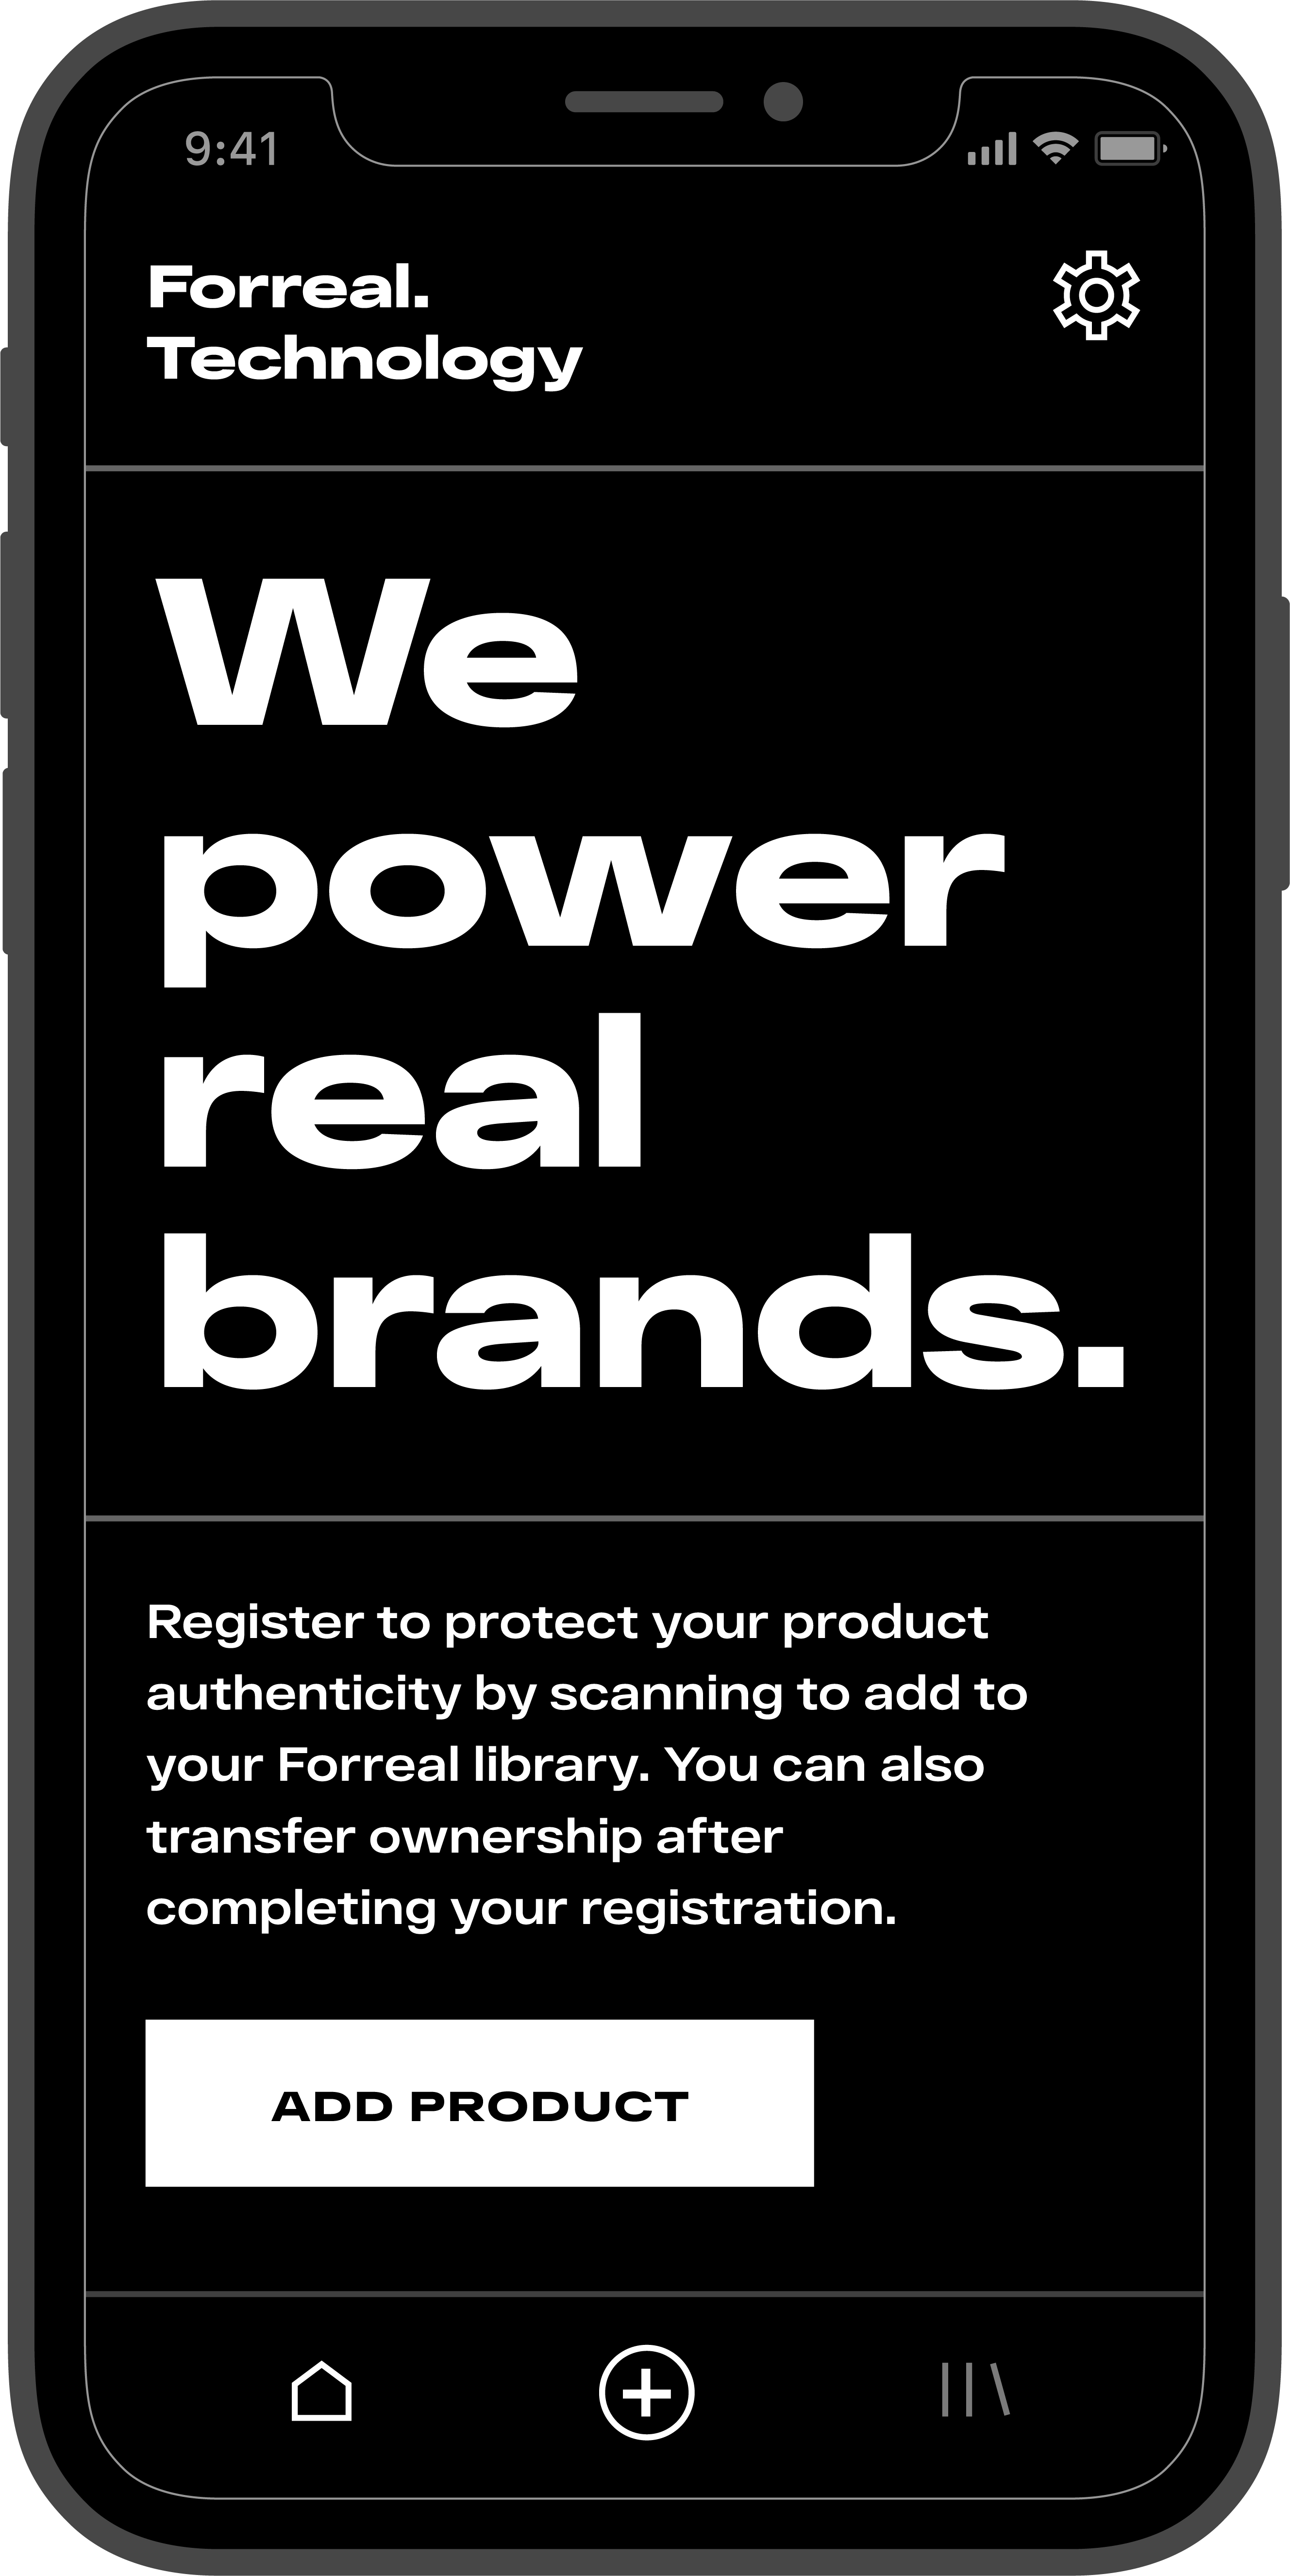 9:41
Forreal.
Technology
We
power
real
brands.
Register to protect your product
authenticity by scanning to add to
your Forreal library. You can also
transfer ownership after
completing your registration.
ADD PRODUCT